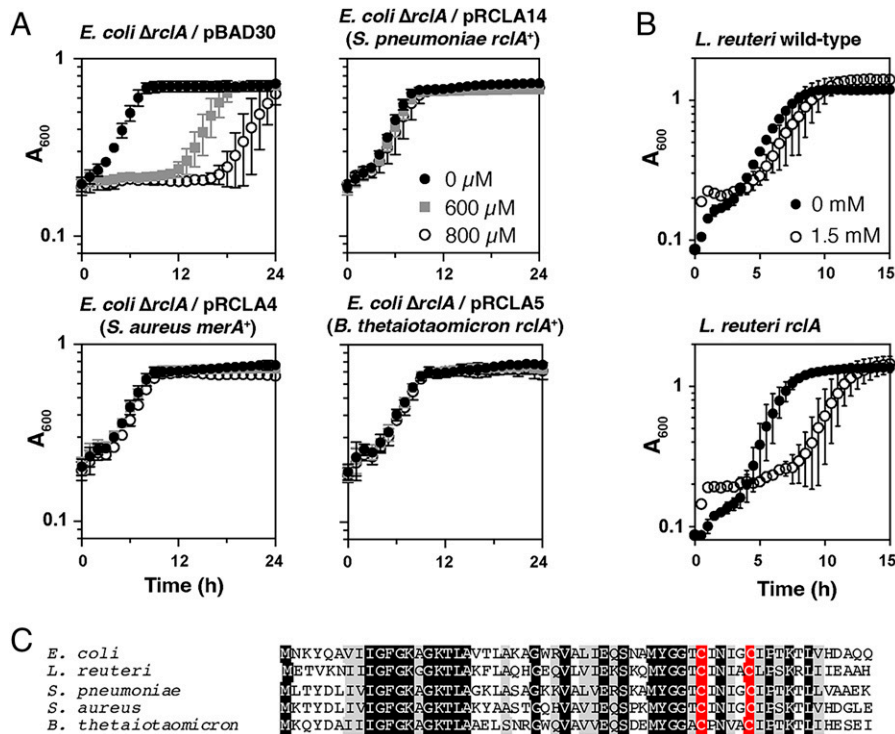 A
E. coli ΔrclA / pBAD30
E. coli ΔrclA / pRCLA14
(S. pneumoniae rclA⁺)
B
L. reuteri wild-type
1
0.1
A₆₀₀
0 12 24
0 μM
600 μM
800 μM
0 12 24
1
0.1
A₆₀₀
0 mM
1.5 mM
0 5 10 15
E. coli ΔrclA / pRCLA4
(S. aureus merA⁺)
E. coli ΔrclA / pRCLA5
(B. thetaiotaomicron rclA⁺)
L. reuteri rclA
1
0.1
A₆₀₀
0 12 24
Time (h)
0 12 24
Time (h)
1
0.1
A₆₀₀
0 5 10 15
Time (h)
C
E. coli MNKYQAVIIGFGKAGKTLAVTLAKAGWRVALIEQSNAMYGGTCINIGCIPTKTLVHDAQQ
L. reuteri METVKNIIIGFGKGGKTLAKFLAQHGEQVLVIEKSKQMYGGTCINIGCIPSKRLIIEAAH
S. pneumoniae MLTYDLIVIGFGKAGKTLAGKLASAGKKVALVERSKAMYGGTCINIGCIPTKTLLVAAEK
S. aureus MKTYDLIVIGFGKAGKTLAKYAASTGQHVAVIEQSPKMYGGTCINIGCIPSKTLVHDGLE
B. thetaiotaomicron MKQYDAIIIGFGKAGKTLAAELSNRGWQVAVVEQSENMYGGACPNVACIPTKTLIHESEI